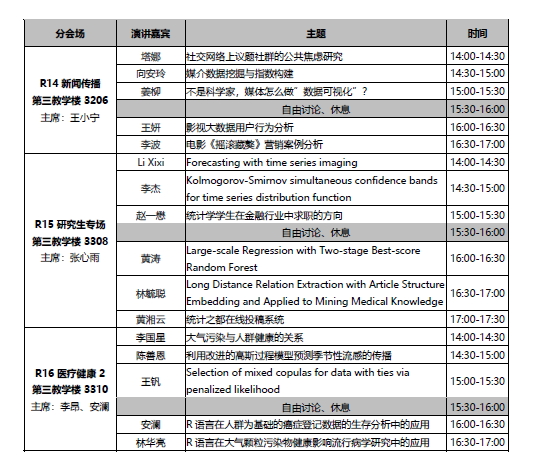 分会场 演讲嘉宾 主题 时间
R14 新闻传播
第三教学楼 3206
主席：王小宁
塔娜 社交网络上议题社群的公共焦虑研究 14:00-14:30
向安玲 媒介数据挖掘与指数构建 14:30-15:00
姜柳 不是科学家，媒体怎么做”数据可视化”？ 15:00-15:30
自由讨论、休息 15:30-16:00
王妍 影视大数据用户行为分析 16:00-16:30
李波 电影《摇滚藏獒》营销案例分析 16:30-17:00
R15 研究生专场
第三教学楼 3308
主席：张心雨
Li Xixi Forecasting with time series imaging 14:00-14:30
李杰 Kolmogorov-Smirnov simultaneous confidence bands
for time series distribution function 14:30-15:00
赵一懋 统计学学生在金融行业中求职的方向 15:00-15:30
自由讨论、休息 15:30-16:00
黄涛 Large-scale Regression with Two-stage Best-score
Random Forest 16:00-16:30
林毓聪 Long Distance Relation Extraction with Article Structure
Embedding and Applied to Mining Medical Knowledge 16:30-17:00
黄湘云 统计之都在线投稿系统 17:00-17:30
R16 医疗健康 2
第三教学楼 3310
主席：李昂、安澜
李国星 大气污染与人群健康的关系 14:00-14:30
陈善恩 利用改进的高斯过程模型预测季节性流感的传播 14:30-15:00
王钒 Selection of mixed copulas for data with ties via
penalized likelihood 15:00-15:30
自由讨论、休息 15:30-16:00
安澜 R 语言在人群为基础的癌症登记数据的生存分析中的应用 16:00-16:30
林华亮 R 语言在大气颗粒污染物健康影响流行病学研究中的应用 16:30-17:00